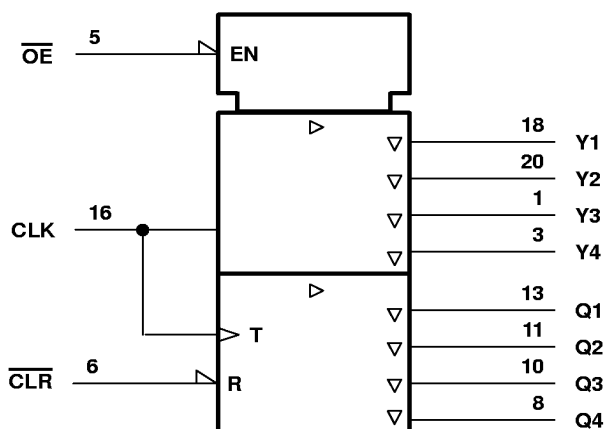 OE 5 EN
18 Y1
20 Y2
CLK 16 1 Y3
3 Y4
13 Q1
T 11 Q2
CLR 6 R 10 Q3
8 Q4